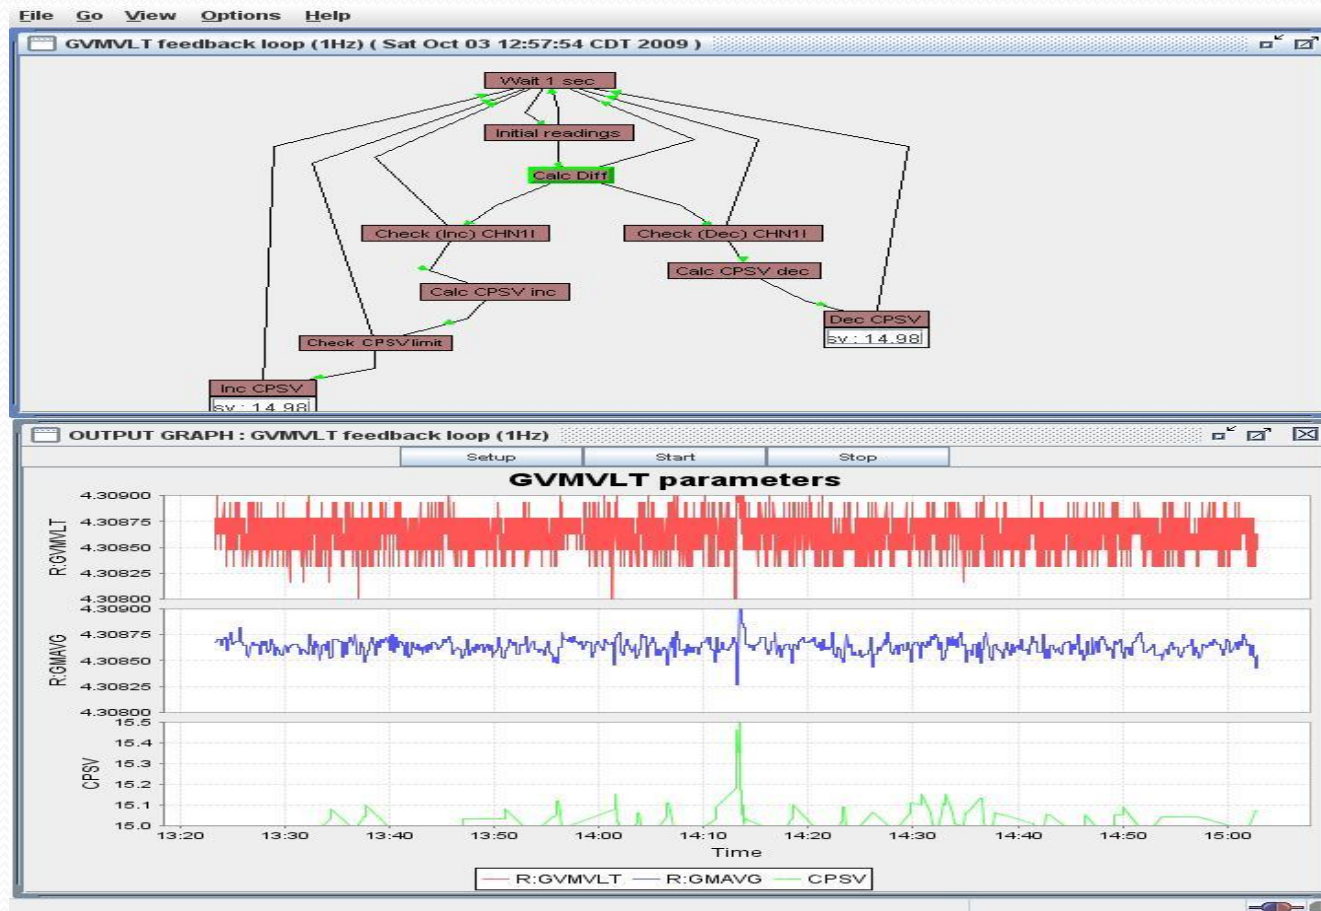 File Go View Options Help
GVMVLT feedback loop (1Hz) ( Sat Oct 03 12:57:54 CDT 2009 )
Wait 1 sec
Initial readings
Calc Diff
Check (Inc) CHN1I
Check (Dec) CHN1I
Calc CPSV dec
Calc CPSV inc
Dec CPSV
sv : 14.98
Check CPSV limit
Inc CPSV
sv : 14.98
OUTPUT GRAPH : GVMVLT feedback loop (1Hz)
Setup Start Stop
GVMVLT parameters
R:GVMVLT
4.30900
4.30875
4.30850
4.30825
4.30800
R:GMAVG
4.30900
4.30875
4.30850
4.30825
4.30800
CPSV
15.5
15.4
15.3
15.2
15.1
15.0
13:20 13:30 13:40 13:50 14:00 14:10 14:20 14:30 14:40 14:50 15:00
Time
R:GVMVLT R:GMAVG CPSV